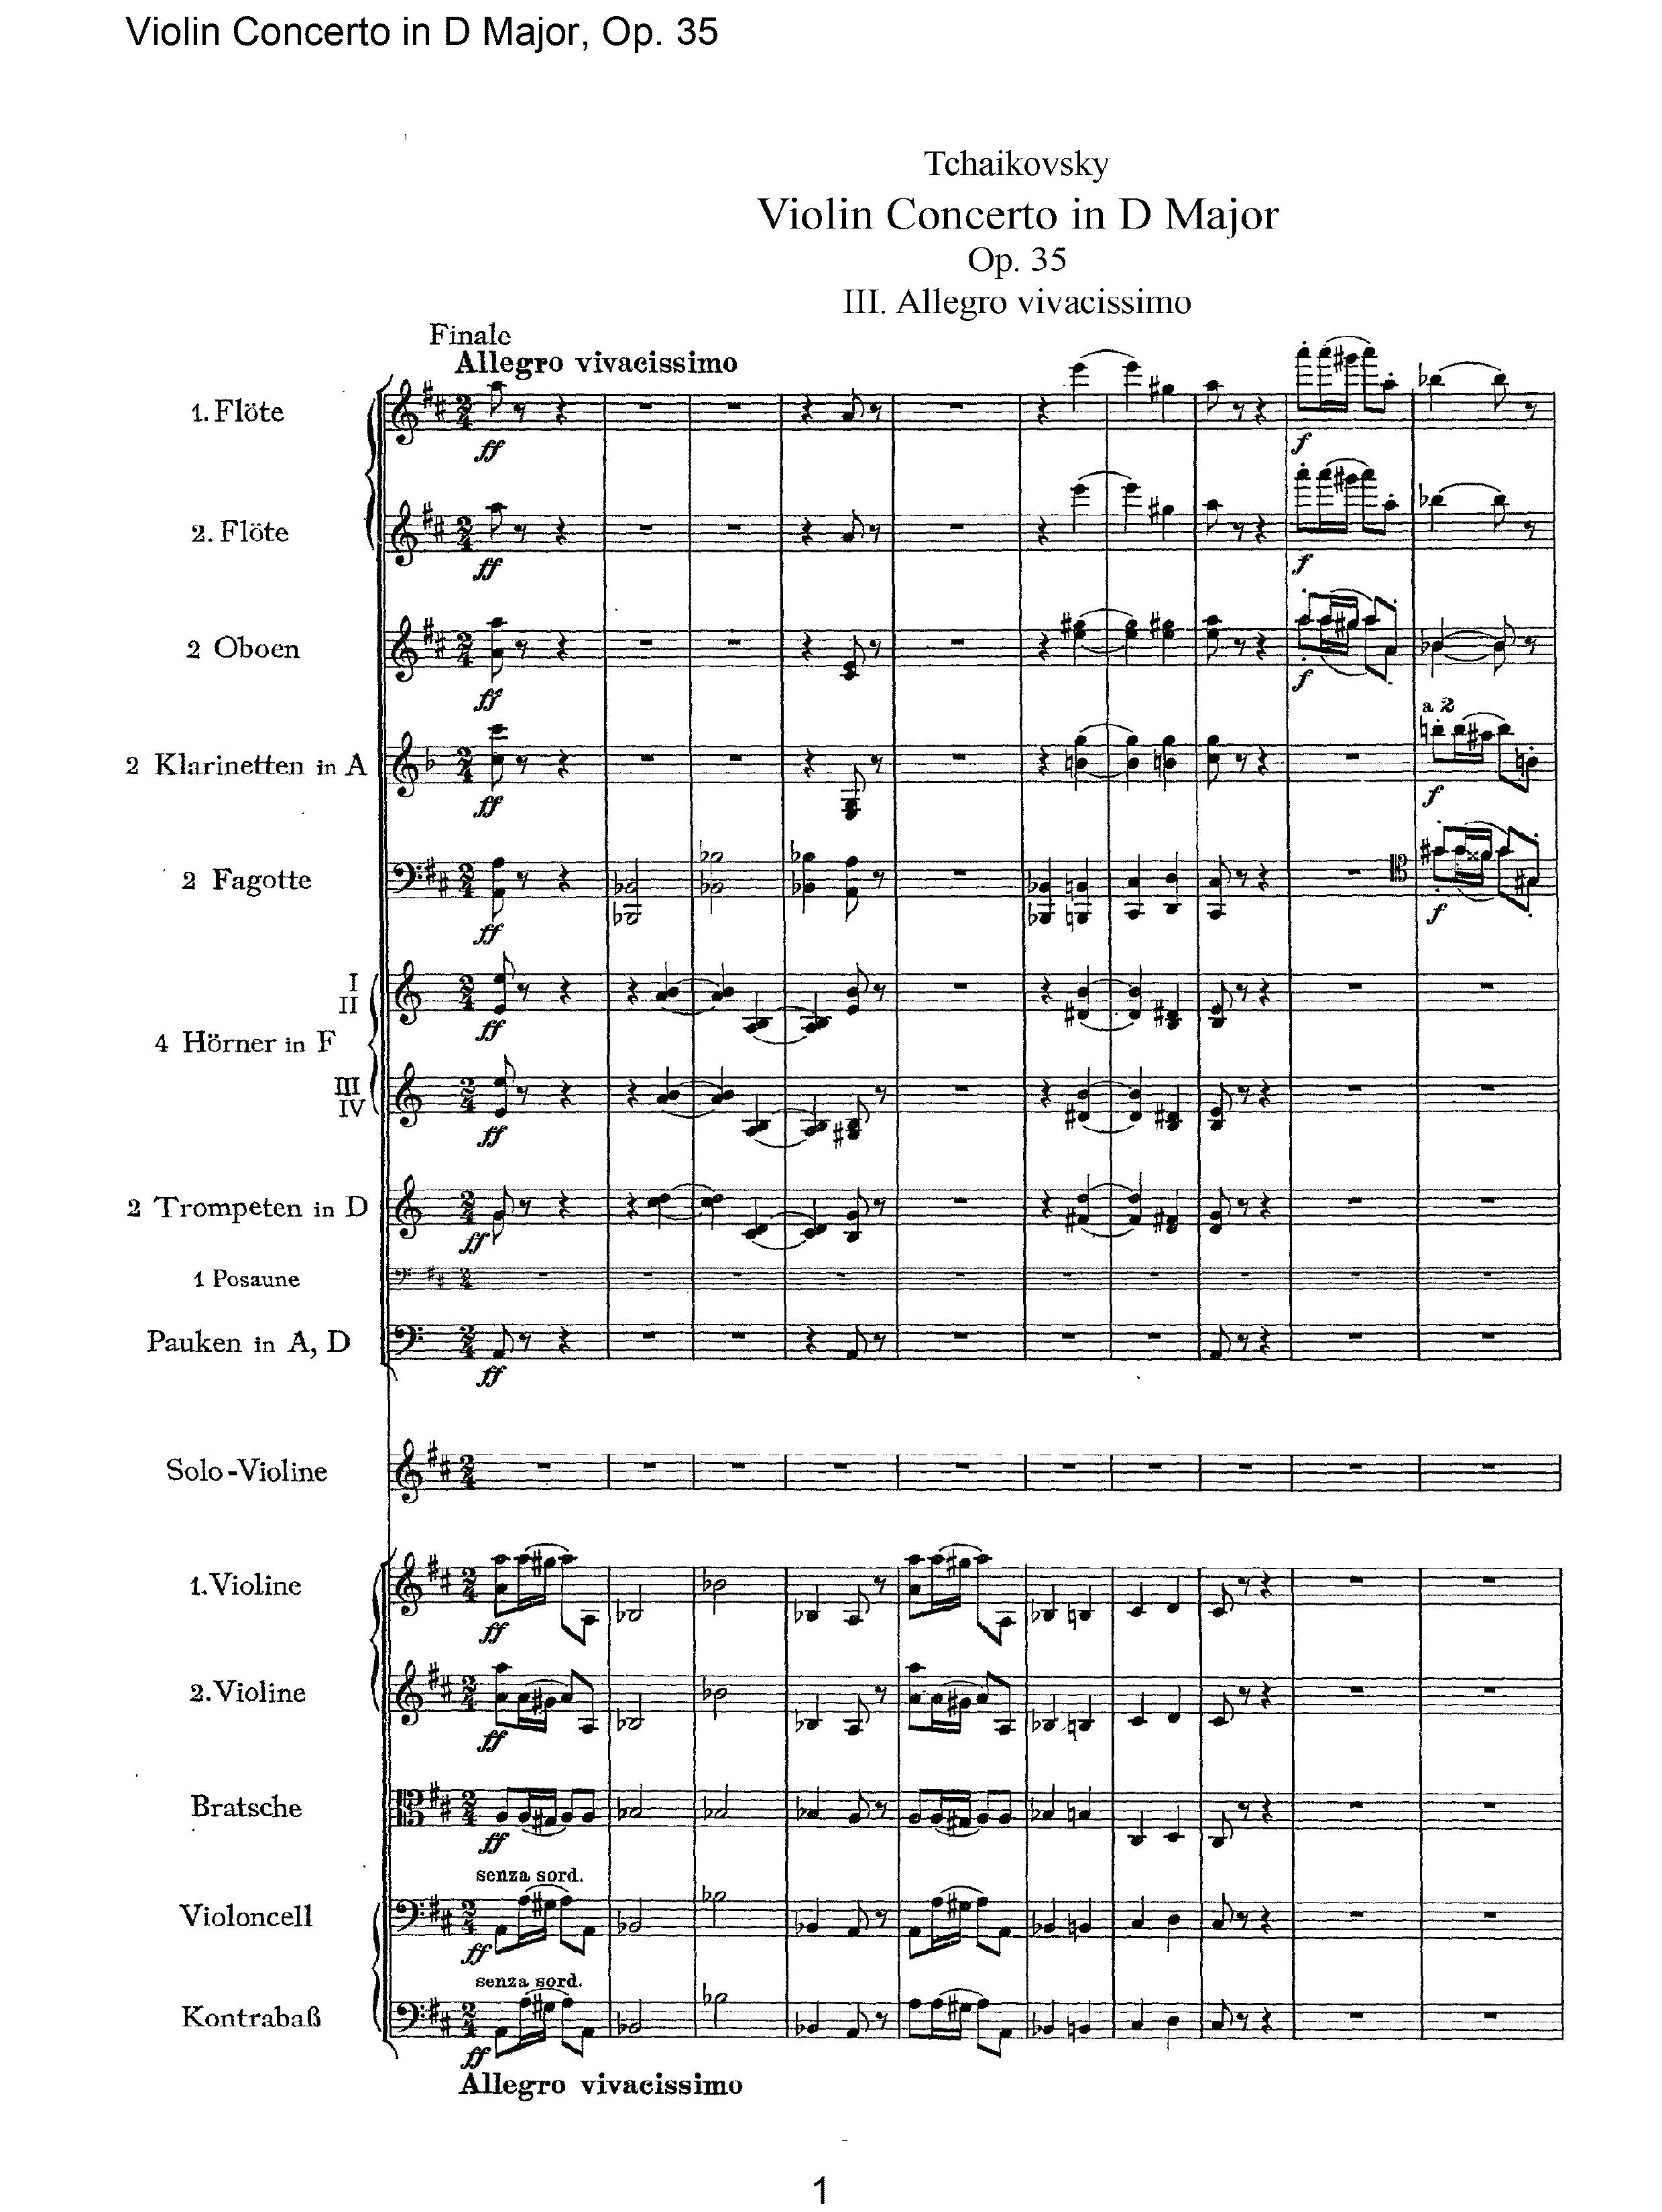 Violin Concerto in D Major, Op. 35
Tchaikovsky
Violin Concerto in D Major
Op. 35
III. Allegro vivacissimo
Finale
Allegro vivacissimo
1. Flöte
ff
f
2. Flöte
ff
f
2 Oboen
ff
f
a 2
2 Klarinetten in A
ff
f
2 Fagotte
ff
f
I
II
ff
4 Hörner in F
III
IV
ff
2 Trompeten in D
ff
1 Posaune
Pauken in A, D
ff
Solo-Violine
1. Violine
ff
2. Violine
ff
Bratsche
ff
senza sord.
Violoncell
ff
senza sord.
Kontrabaß
ff
Allegro vivacissimo
1